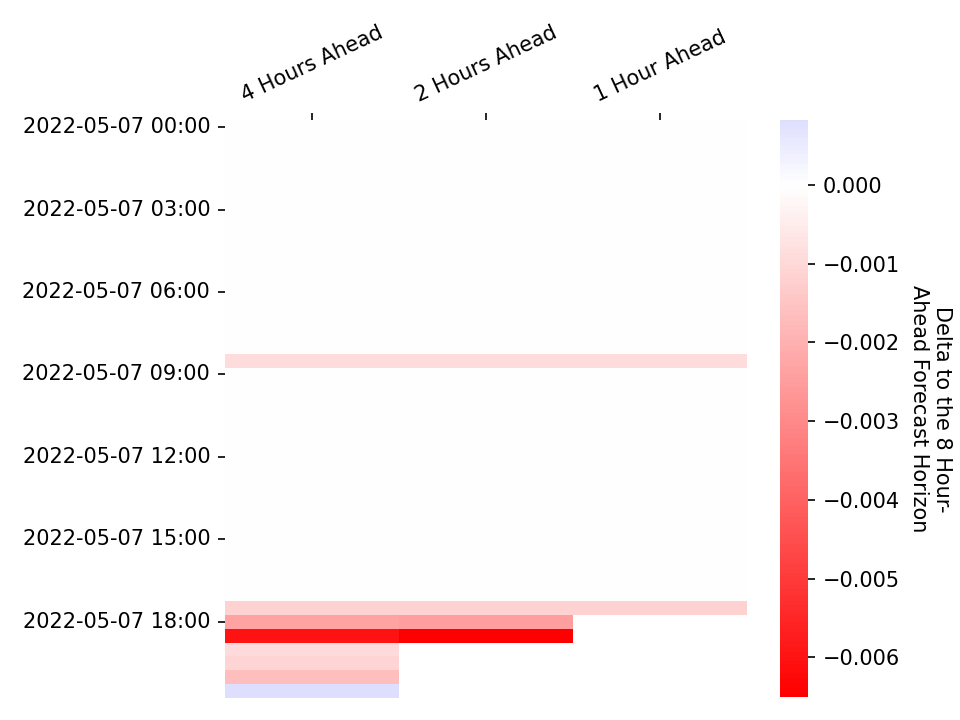 4 Hours Ahead
2 Hours Ahead
1 Hour Ahead
2022-05-07 00:00
2022-05-07 03:00
2022-05-07 06:00
2022-05-07 09:00
2022-05-07 12:00
2022-05-07 15:00
2022-05-07 18:00
0.000
−0.001
−0.002
−0.003
−0.004
−0.005
−0.006
Delta to the 8 Hour-
Ahead Forecast Horizon